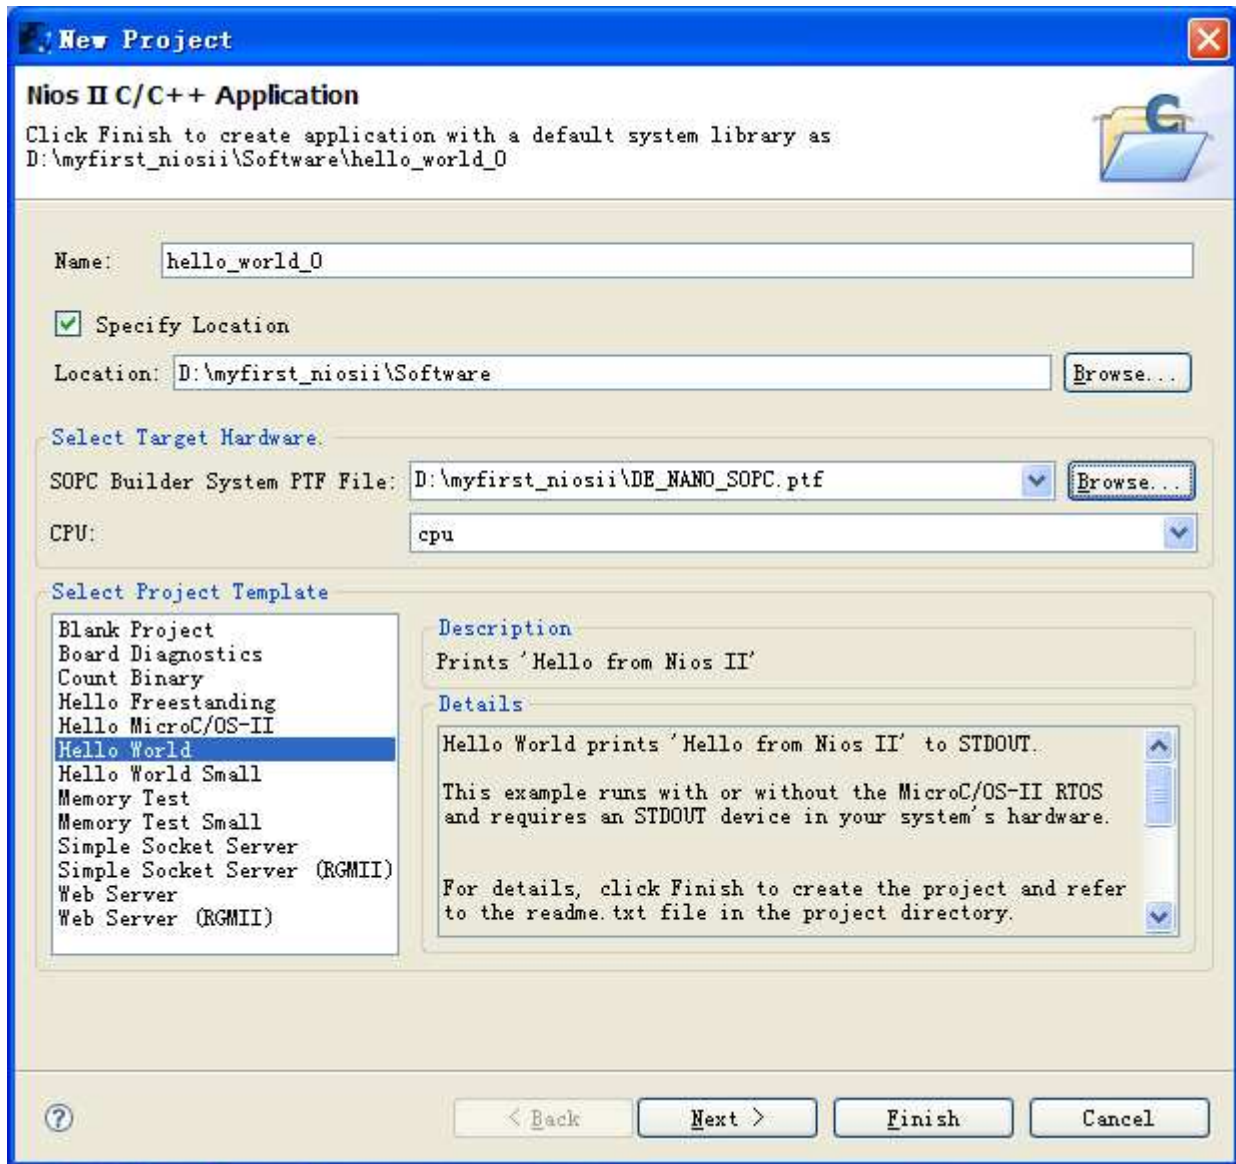 New Project
Nios II C/C++ Application
Click Finish to create application with a default system library as
D:\myfirst_niosii\Software\hello_world_0
Name: hello_world_0
Specify Location
Location: D:\myfirst_niosii\Software Browse...
Select Target Hardware.
SOPC Builder System PTF File: D:\myfirst_niosii\DE_NANO_SOPC.ptf Browse...
CPU: cpu
Select Project Template
Blank Project
Board Diagnostics
Count Binary
Hello Freestanding
Hello MicroC/OS-II
Hello World
Hello World Small
Memory Test
Memory Test Small
Simple Socket Server
Simple Socket Server (RGMII)
Web Server
Web Server (RGMII)
Description
Prints 'Hello from Nios II'
Details
Hello World prints 'Hello from Nios II' to STDOUT.
This example runs with or without the MicroC/OS-II RTOS
and requires an STDOUT device in your system's hardware.
For details, click Finish to create the project and refer
to the readme.txt file in the project directory.
? < Back Next > Finish Cancel